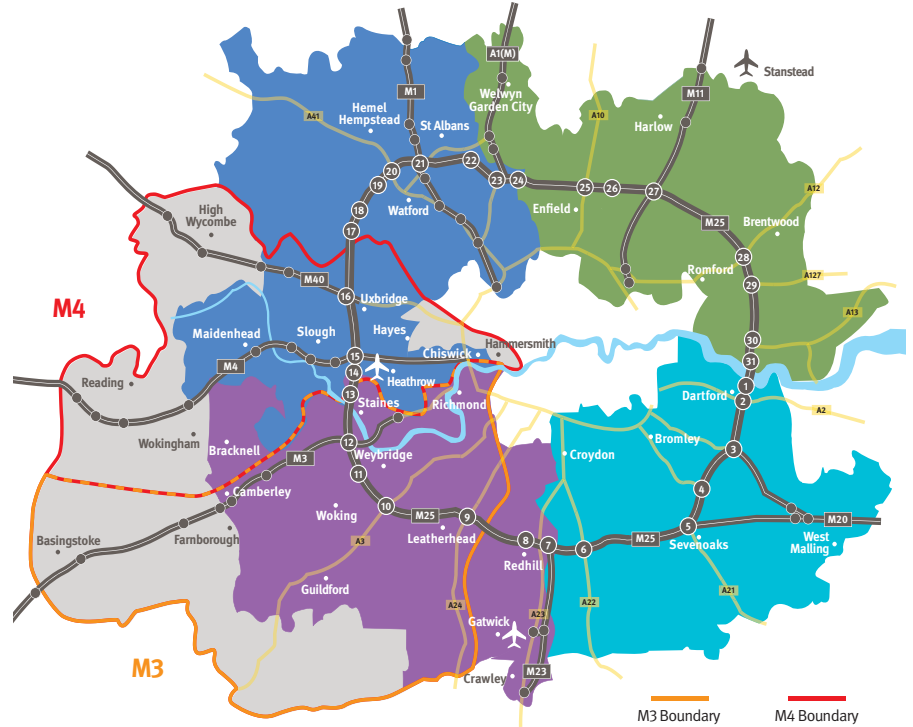 A1(M)
Stanstead
M1
M11
Welwyn
Garden City
Hemel
Hempstead
A41
A10
Harlow
St Albans
21
22
20
23
24
19
25
26
27
A12
Watford
Enfield
18
High
Wycombe
M25
Brentwood
17
28
M40
Romford
A127
29
16
Uxbridge
M4
A13
Maidenhead
Slough
Hayes
30
Hammersmith
15
Chiswick
31
M4
14
Heathrow
Reading
1
13
Staines
Richmond
Dartford
2
A2
Wokingham
12
Bromley
Bracknell
M3
Weybridge
Croydon
3
11
Camberley
4
Woking
10
9
M25
5
M20
Basingstoke
Farnborough
A3
Leatherhead
8
7
6
M25
Sevenoaks
West
Malling
Redhill
Guildford
A21
A24
A23
A22
Gatwick
M3
Crawley
M23
M3 Boundary
M4 Boundary